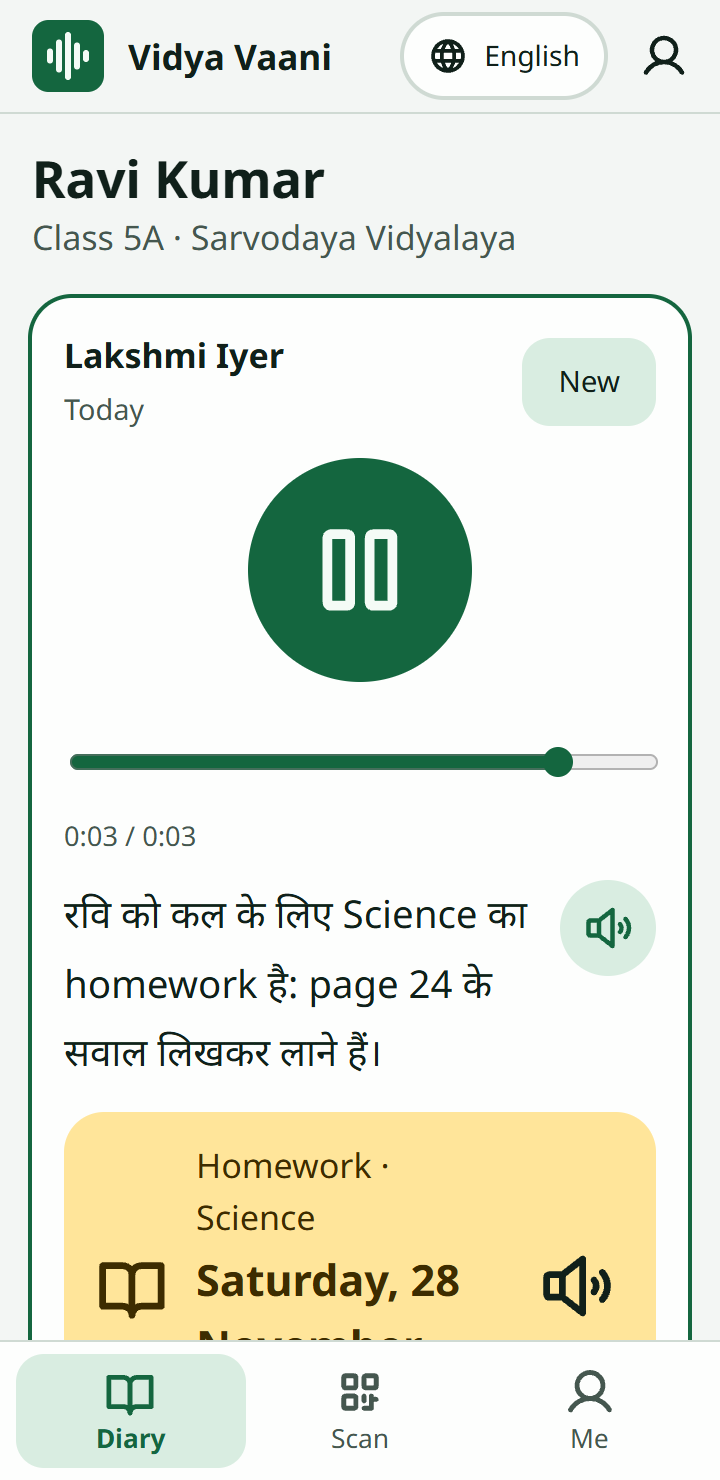 Vidya Vaani
English
Ravi Kumar
Class 5A · Sarvodaya Vidyalaya
Lakshmi Iyer
Today
New
0:03 / 0:03
रवि को कल के लिए Science का
homework है: page 24 के
सवाल लिखकर लाने हैं।
Homework ·
Science
Saturday, 28
November
Diary
Scan
Me